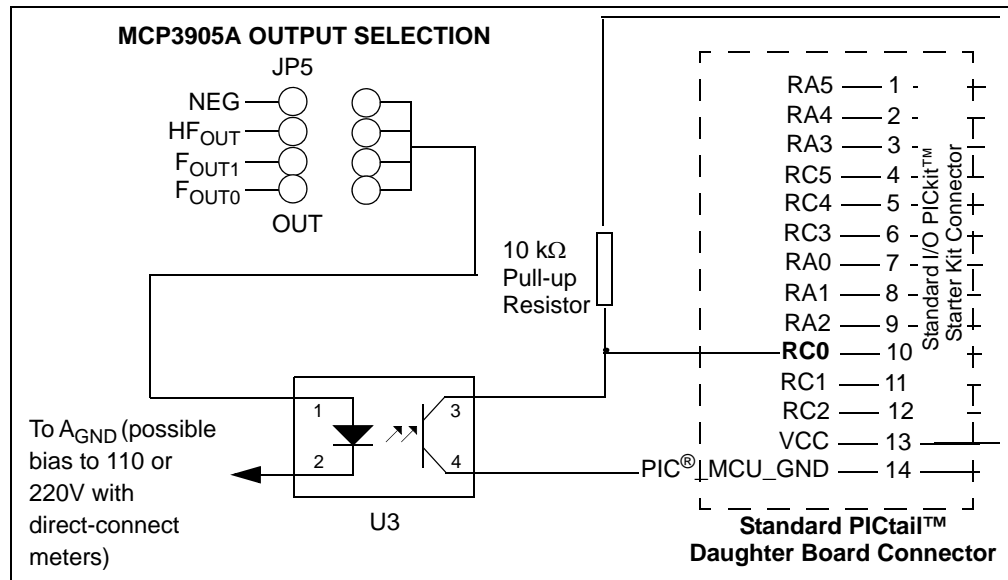 MCP3905A OUTPUT SELECTION
JP5
NEG
HFOUT
FOUT1
FOUT0
OUT
10 kΩ
Pull-up
Resistor
1
2
3
4
U3
To AGND (possible
bias to 110 or
220V with
direct-connect
meters)
RA5 1
RA4 2
RA3 3
RC5 4
RC4 5
RC3 6
RA0 7
RA1 8
RA2 9
RC0 10
RC1 11
RC2 12
VCC 13
PIC®_MCU_GND 14
Standard I/O PICkit™
Starter Kit Connector
Standard PICtail™
Daughter Board Connector